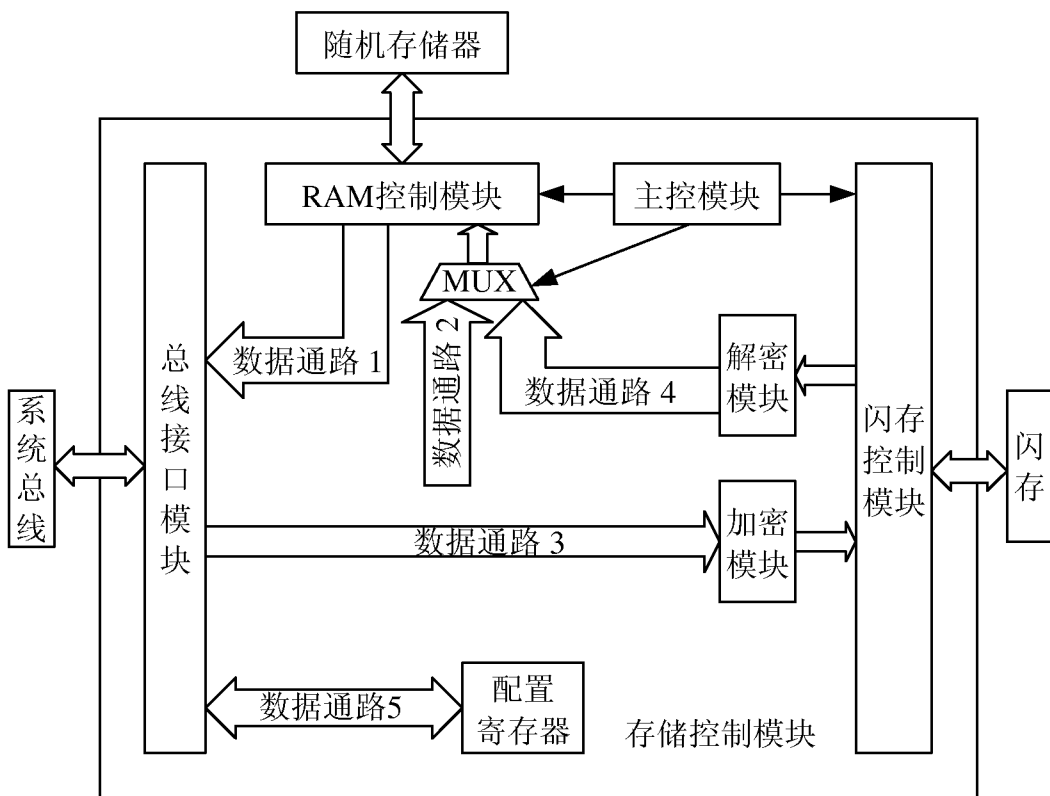 随机存储器
RAM控制模块
主控模块
MUX
数据通路 1
数据通路 2
数据通路 4
解密
模块
总线接口模块
系统总线
闪存
控制
模块
闪存
数据通路 3
加密
模块
数据通路5
配置
寄存器
存储控制模块